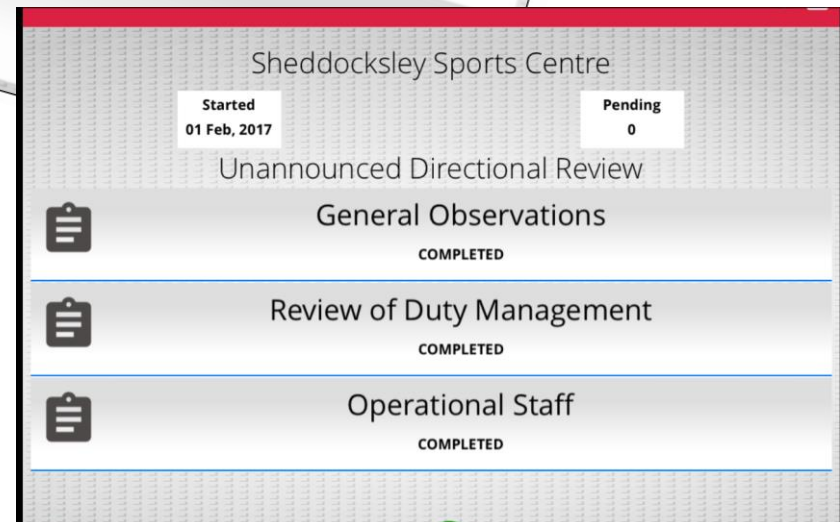 Sheddocksley Sports Centre
Started
01 Feb, 2017
Pending
0
Unannounced Directional Review
General Observations
COMPLETED
Review of Duty Management
COMPLETED
Operational Staff
COMPLETED